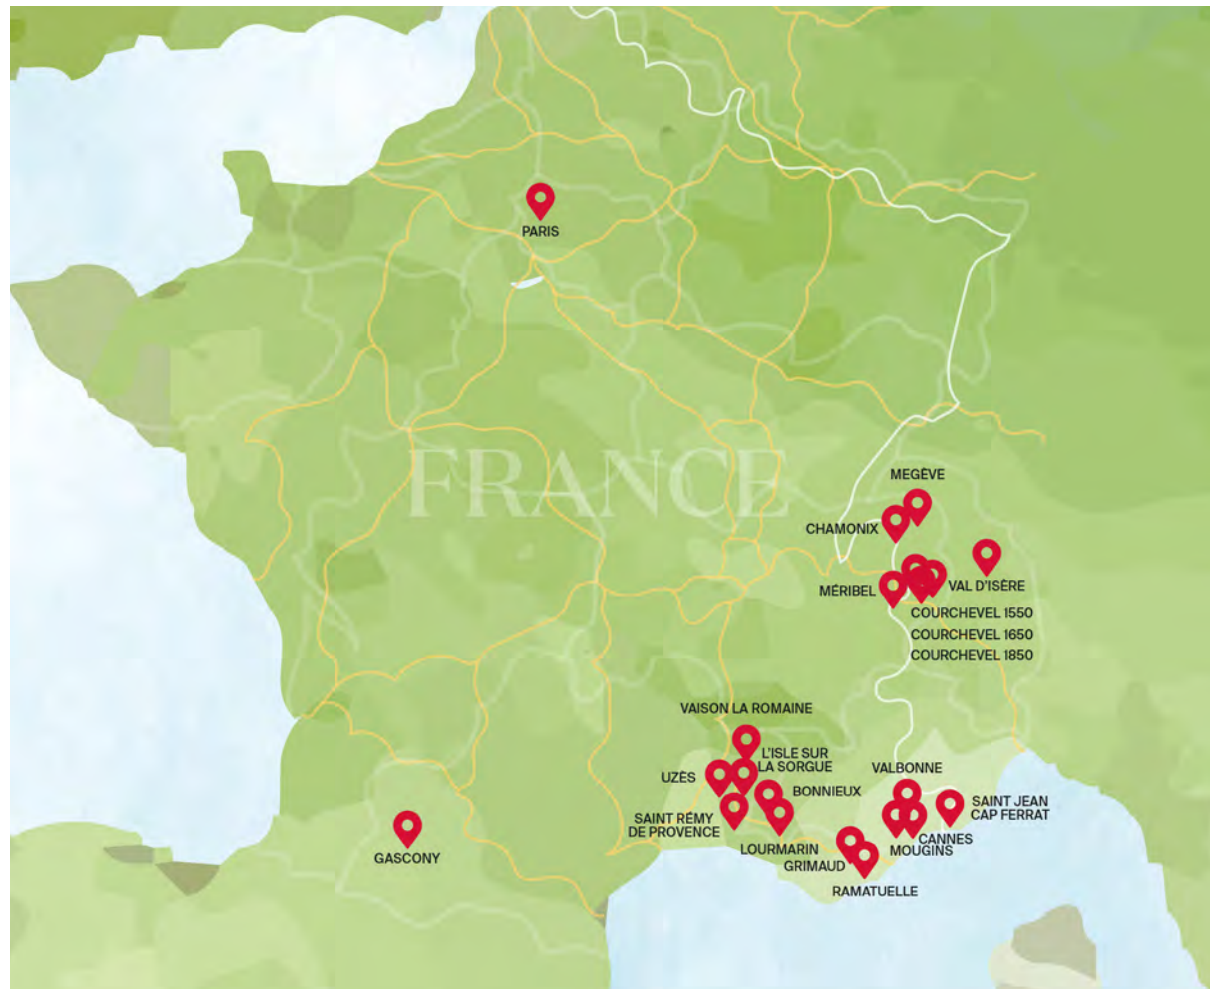 PARIS
FRANCE
MEGÈVE
CHAMONIX
MÉRIBEL
VAL D'ISÈRE
COURCHEVEL 1550
COURCHEVEL 1650
COURCHEVEL 1850
VAISON LA ROMAINE
L'ISLE SUR
LA SORGUE
UZÈS
BONNIEUX
SAINT RÉMY
DE PROVENCE
LOURMARIN
GRIMAUD
RAMATUELLE
VALBONNE
SAINT JEAN
CAP FERRAT
CANNES
MOUGINS
GASCONY